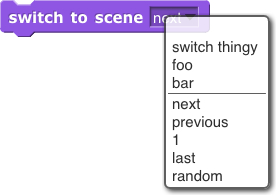 switch to scene next
switch thingy
foo
bar
next
previous
1
last
random